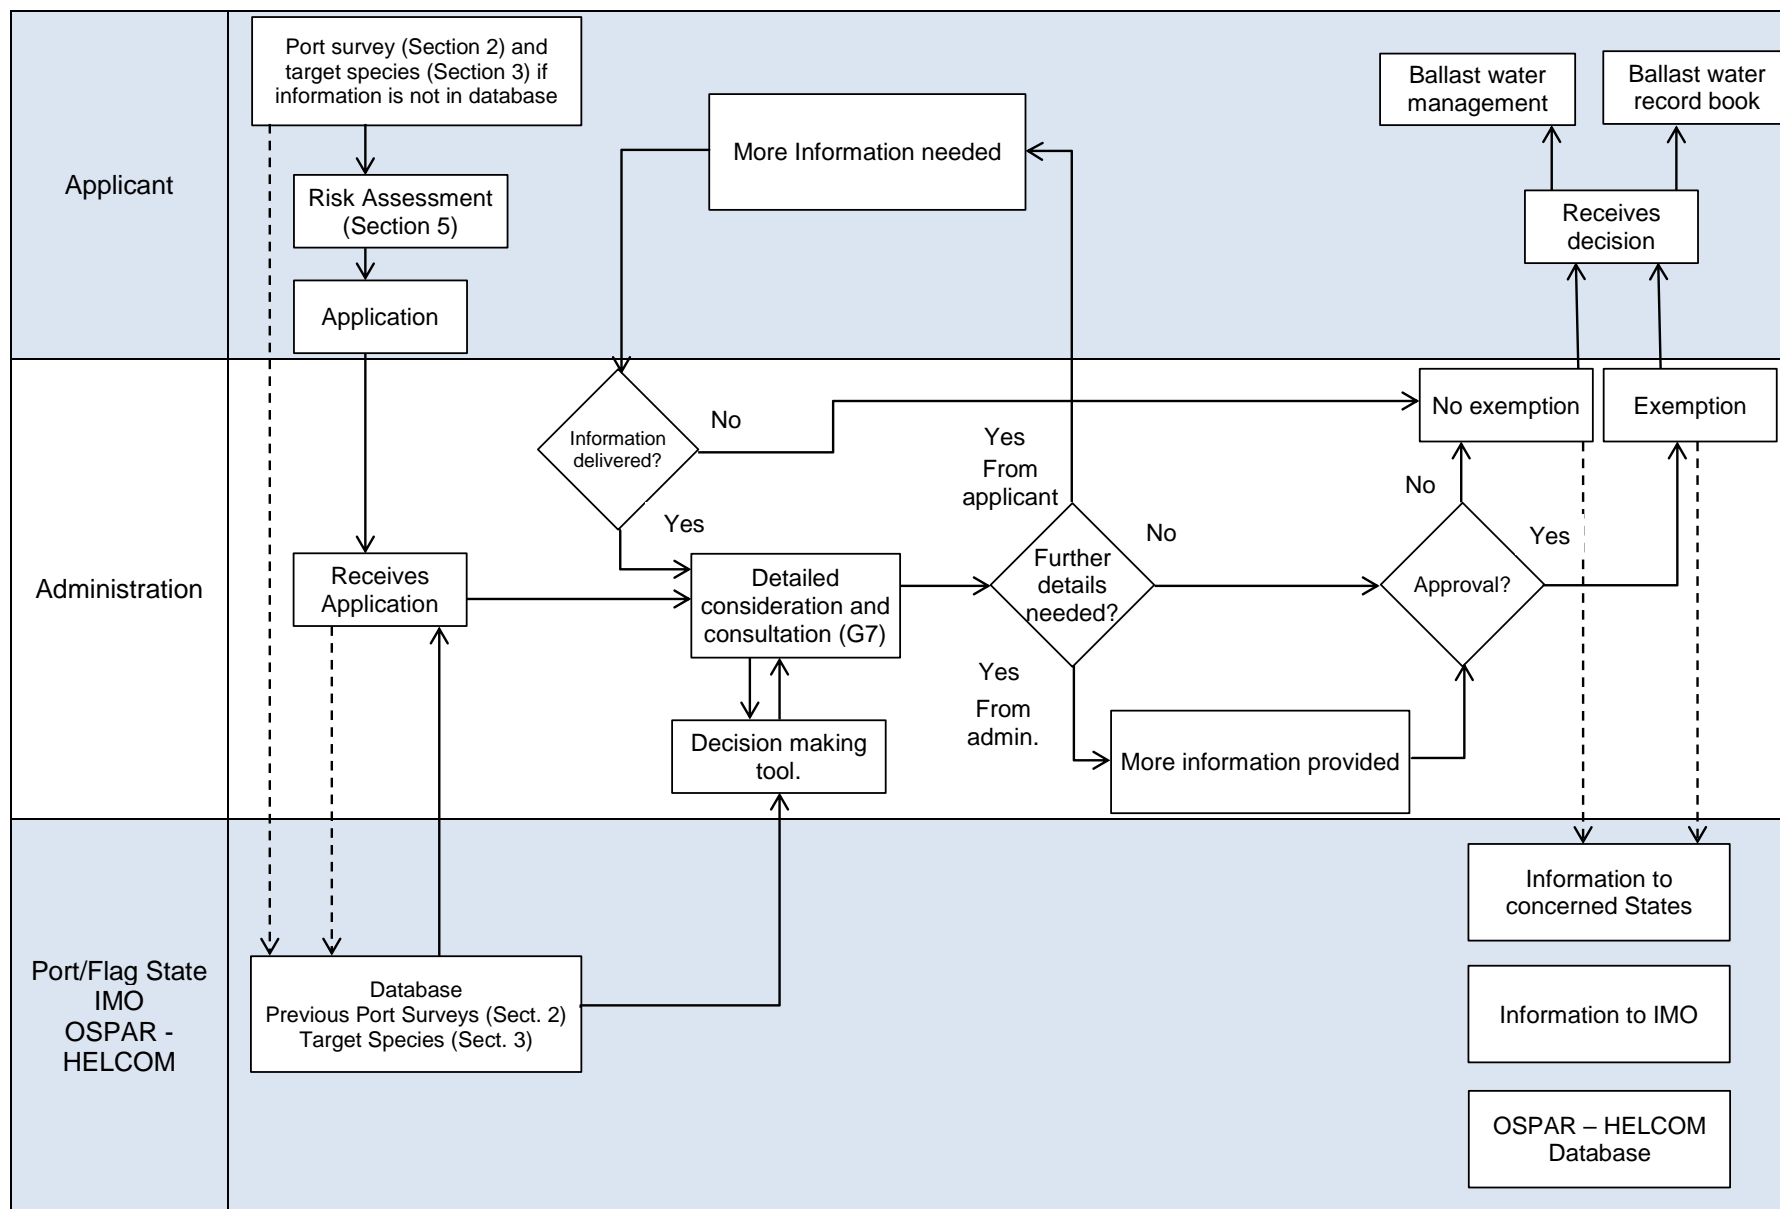 Applicant
Port survey (Section 2) and
target species (Section 3) if
information is not in database
Risk Assessment
(Section 5)
Application
More Information needed
Ballast water
management
Ballast water
record book
Receives
decision
Administration
Information
delivered?
No
Yes
Receives
Application
Detailed
consideration and
consultation (G7)
Decision making
tool.
Yes
From
applicant
Further
details
needed?
No
Yes
From
admin.
More information provided
No exemption
Exemption
No
Approval?
Yes
Port/Flag State
IMO
OSPAR -
HELCOM
Database
Previous Port Surveys (Sect. 2)
Target Species (Sect. 3)
Information to
concerned States
Information to IMO
OSPAR – HELCOM
Database